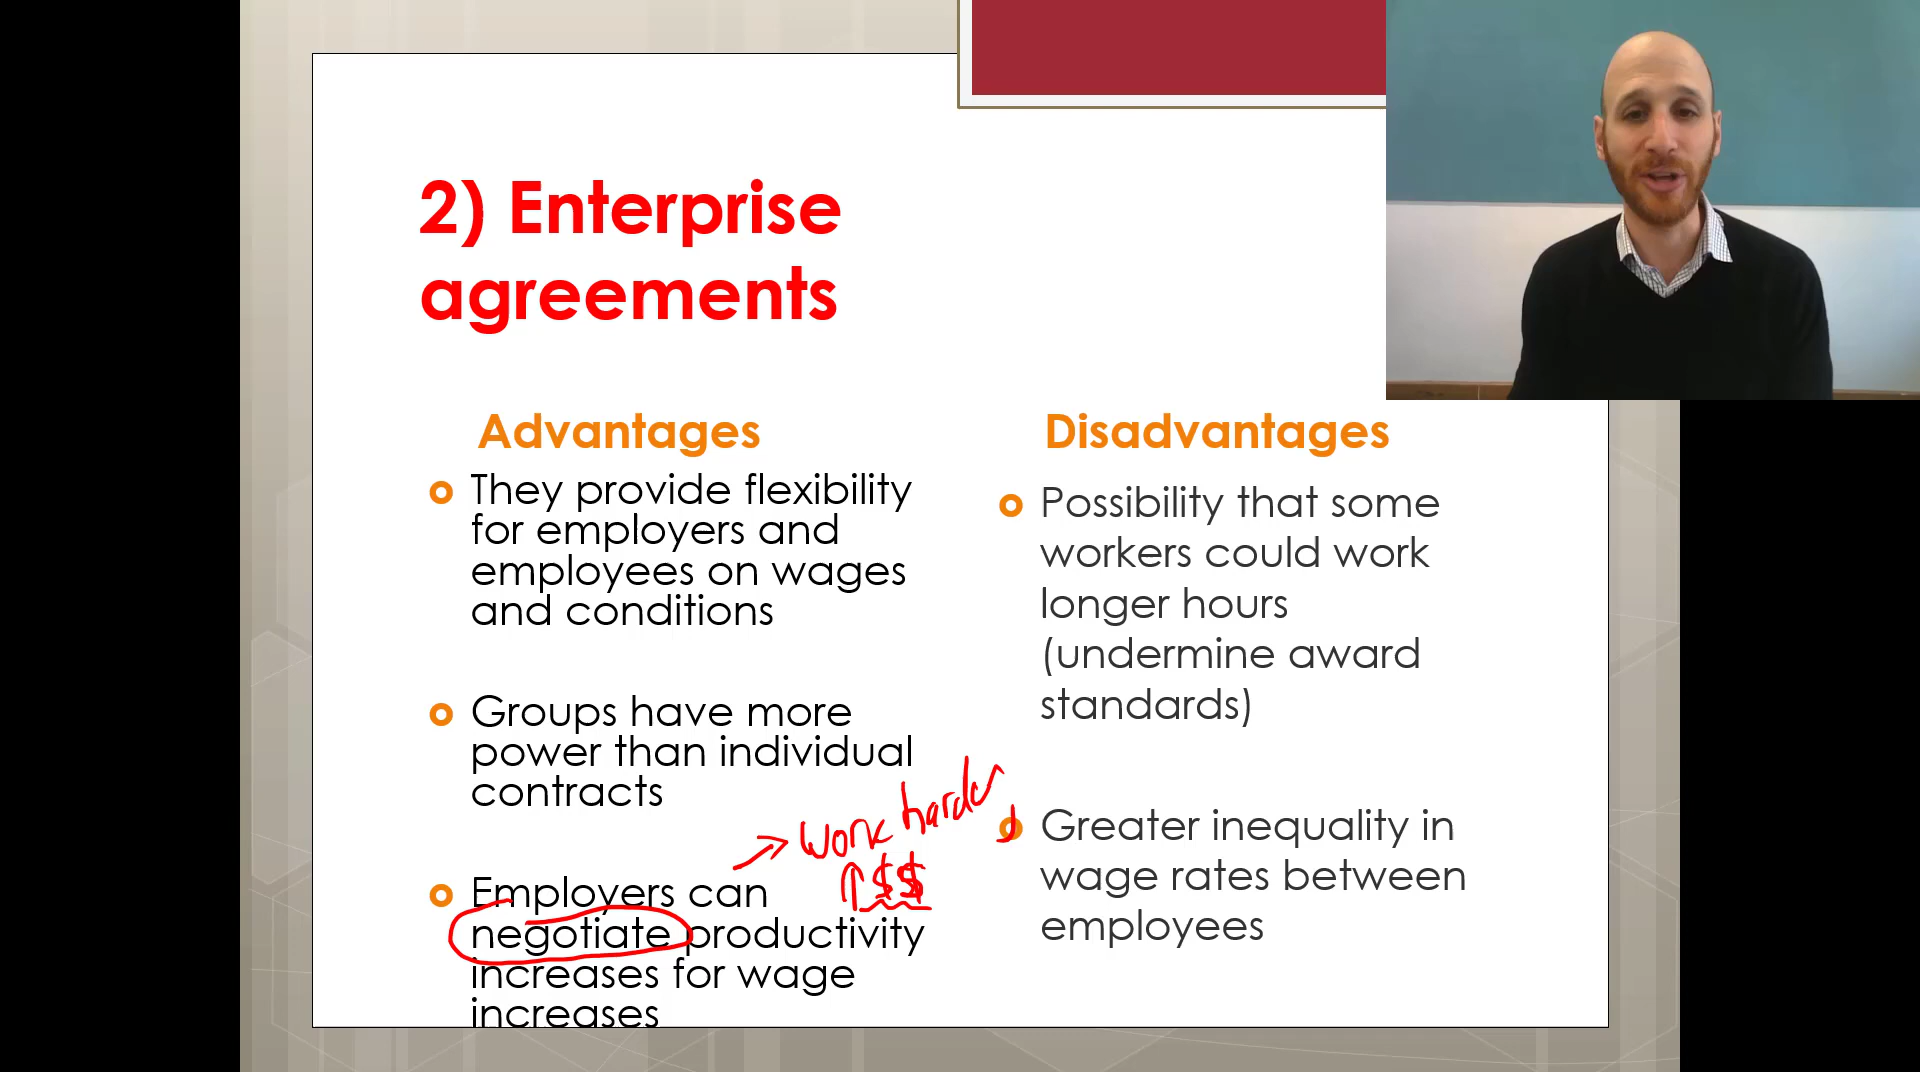 2) Enterprise
agreements
Advantages
They provide flexibility
for employers and
employees on wages
and conditions
Groups have more
power than individual
contracts
work harder
↑$$
Employers can
negotiate productivity
increases for wage
increases
Disadvantages
Possibility that some
workers could work
longer hours
(undermine award
standards)
Greater inequality in
wage rates between
employees